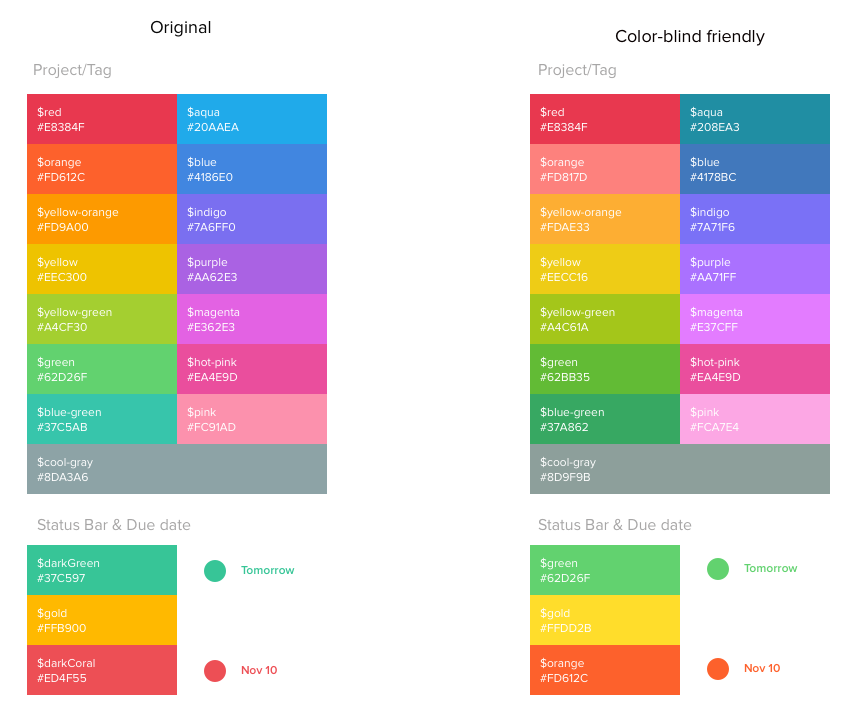 Original
Project/Tag
$red
#E8384F
$aqua
#20AAEA
$orange
#FD612C
$blue
#4186E0
$yellow-orange
#FD9A00
$indigo
#7A6FF0
$yellow
#EEC300
$purple
#AA62E3
$yellow-green
#A4CF30
$magenta
#E362E3
$green
#62D26F
$hot-pink
#EA4E9D
$blue-green
#37C5AB
$pink
#FC91AD
$cool-gray
#8DA3A6
Status Bar & Due date
$darkGreen
#37C597
Tomorrow
$gold
#FFB900
$darkCoral
#ED4F55
Nov 10
Color-blind friendly
Project/Tag
$red
#E8384F
$aqua
#208EA3
$orange
#FD817D
$blue
#4178BC
$yellow-orange
#FDAE33
$indigo
#7A71F6
$yellow
#EECC16
$purple
#AA71FF
$yellow-green
#A4C61A
$magenta
#E37CFF
$green
#62BB35
$hot-pink
#EA4E9D
$blue-green
#37A862
$pink
#FCA7E4
$cool-gray
#8D9F9B
Status Bar & Due date
$green
#62D26F
Tomorrow
$gold
#FFDD2B
$orange
#FD612C
Nov 10